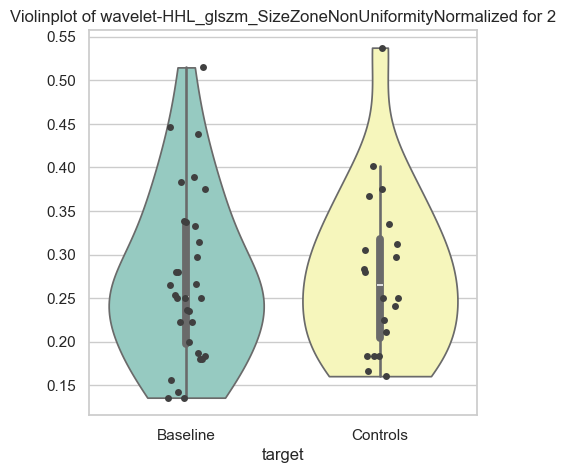 Violinplot of wavelet-HHL_glszm_SizeZoneNonUniformityNormalized for 2
0.55
0.50
0.45
0.40
0.35
0.30
0.25
0.20
0.15
Baseline
Controls
target